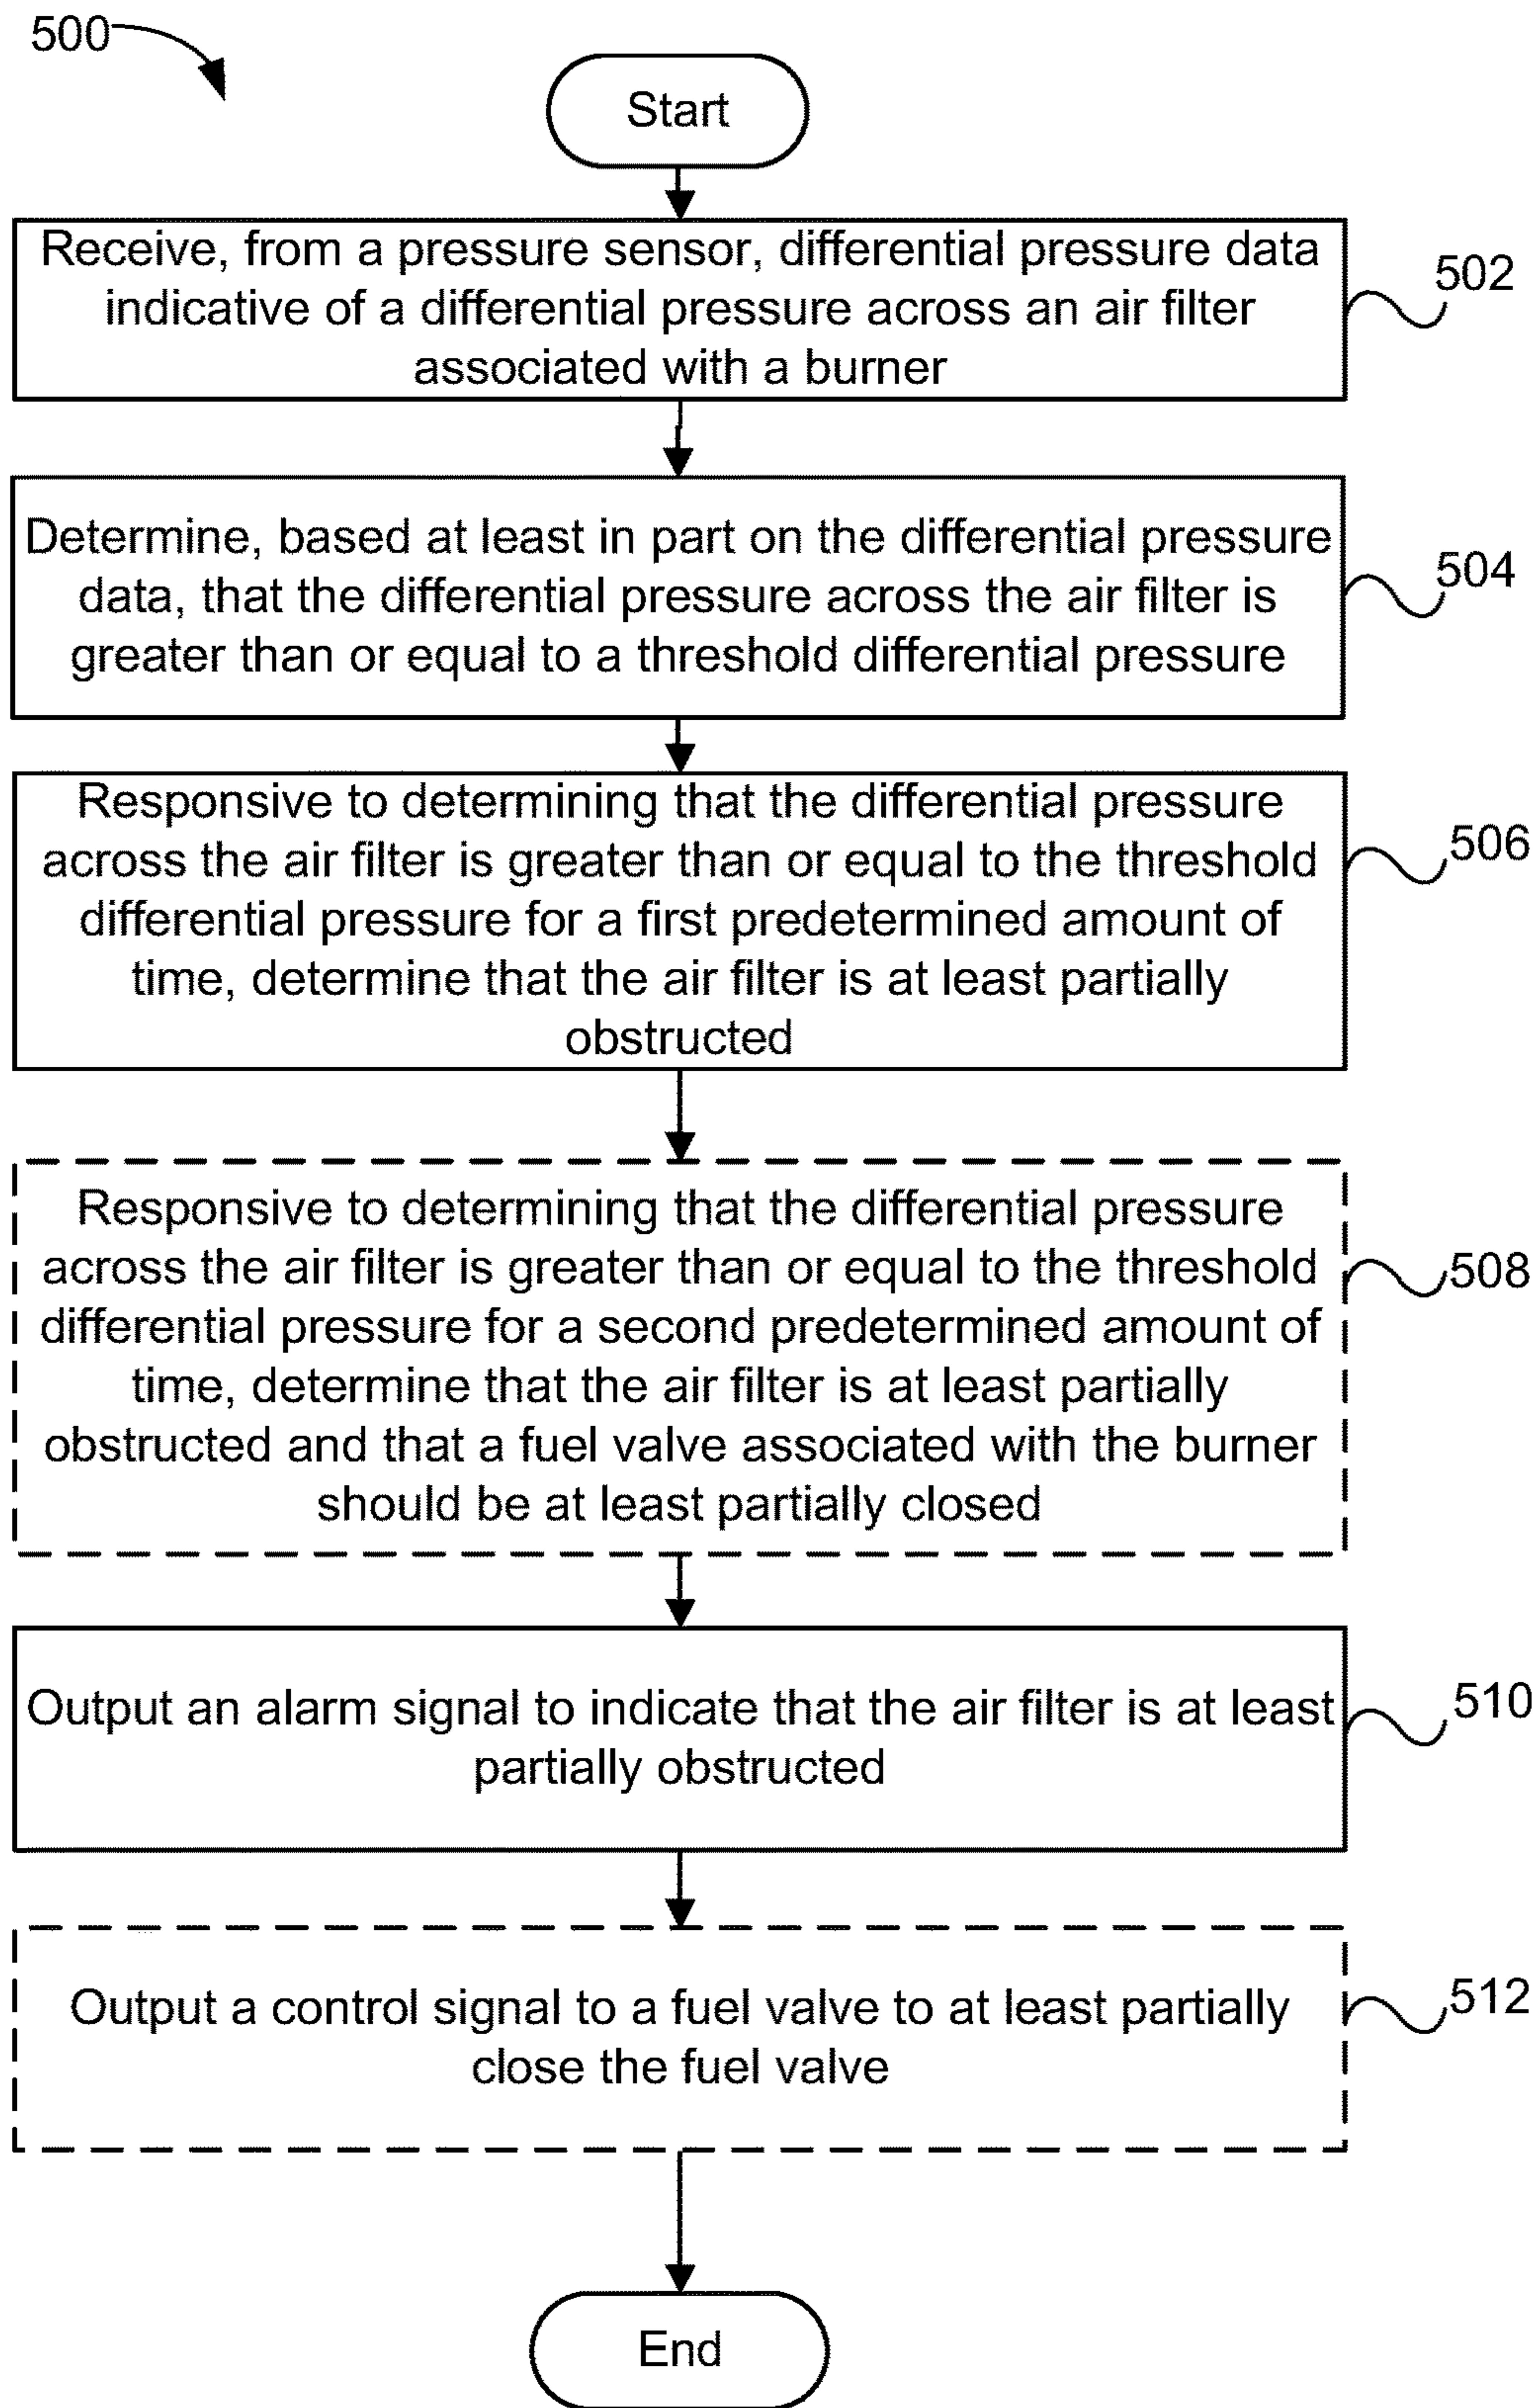 500
Start
Receive, from a pressure sensor, differential pressure data
indicative of a differential pressure across an air filter
associated with a burner
502
Determine, based at least in part on the differential pressure
data, that the differential pressure across the air filter is
greater than or equal to a threshold differential pressure
504
Responsive to determining that the differential pressure
across the air filter is greater than or equal to the threshold
differential pressure for a first predetermined amount of
time, determine that the air filter is at least partially
obstructed
506
Responsive to determining that the differential pressure
across the air filter is greater than or equal to the threshold
differential pressure for a second predetermined amount of
time, determine that the air filter is at least partially
obstructed and that a fuel valve associated with the burner
should be at least partially closed
508
Output an alarm signal to indicate that the air filter is at least
partially obstructed
510
Output a control signal to a fuel valve to at least partially
close the fuel valve
512
End